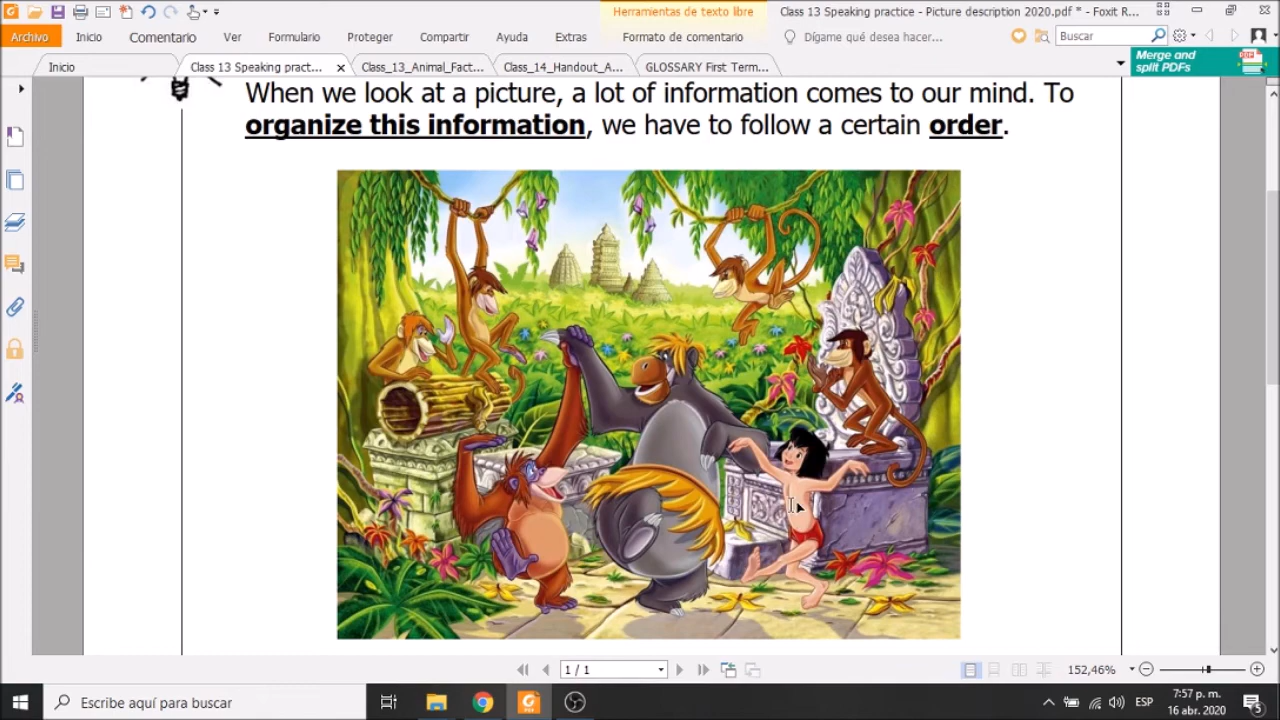 Herramientas de texto libre
Class 13 Speaking practice - Picture description 2020.pdf * - Foxit R...
Archivo
Inicio
Comentario
Ver
Formulario
Proteger
Compartir
Ayuda
Extras
Formato de comentario
Dígame qué desea hacer...
Buscar
Inicio
Class 13 Speaking pract...
Class_13_Animal_ID...
Merge and
split PDFs
GLOSSARY First Term...
When we look at a picture, a lot of information comes to our mind. To
organize this information, we have to follow a certain order.
1 / 1
152,46%
Escribe aquí para buscar
ESP
7:57 p. m.
16 abr. 2020
5